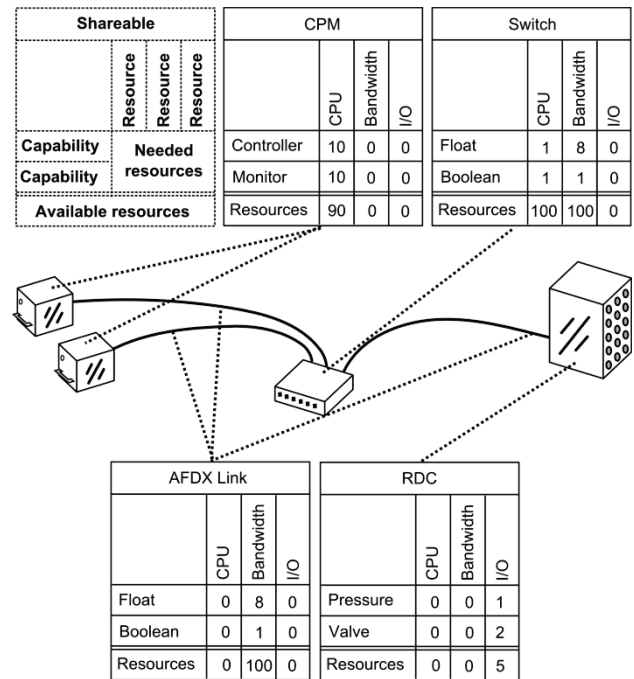 Shareable
Resource Resource Resource
Capability Needed
Capability resources
Available resources
CPM
CPU Bandwidth I/O
Controller 10 0 0
Monitor 10 0 0
Resources 90 0 0
Switch
CPU Bandwidth I/O
Float 1 8 0
Boolean 1 1 0
Resources 100 100 0
AFDX Link
CPU Bandwidth I/O
Float 0 8 0
Boolean 0 1 0
Resources 0 100 0
RDC
CPU Bandwidth I/O
Pressure 0 0 1
Valve 0 0 2
Resources 0 0 5